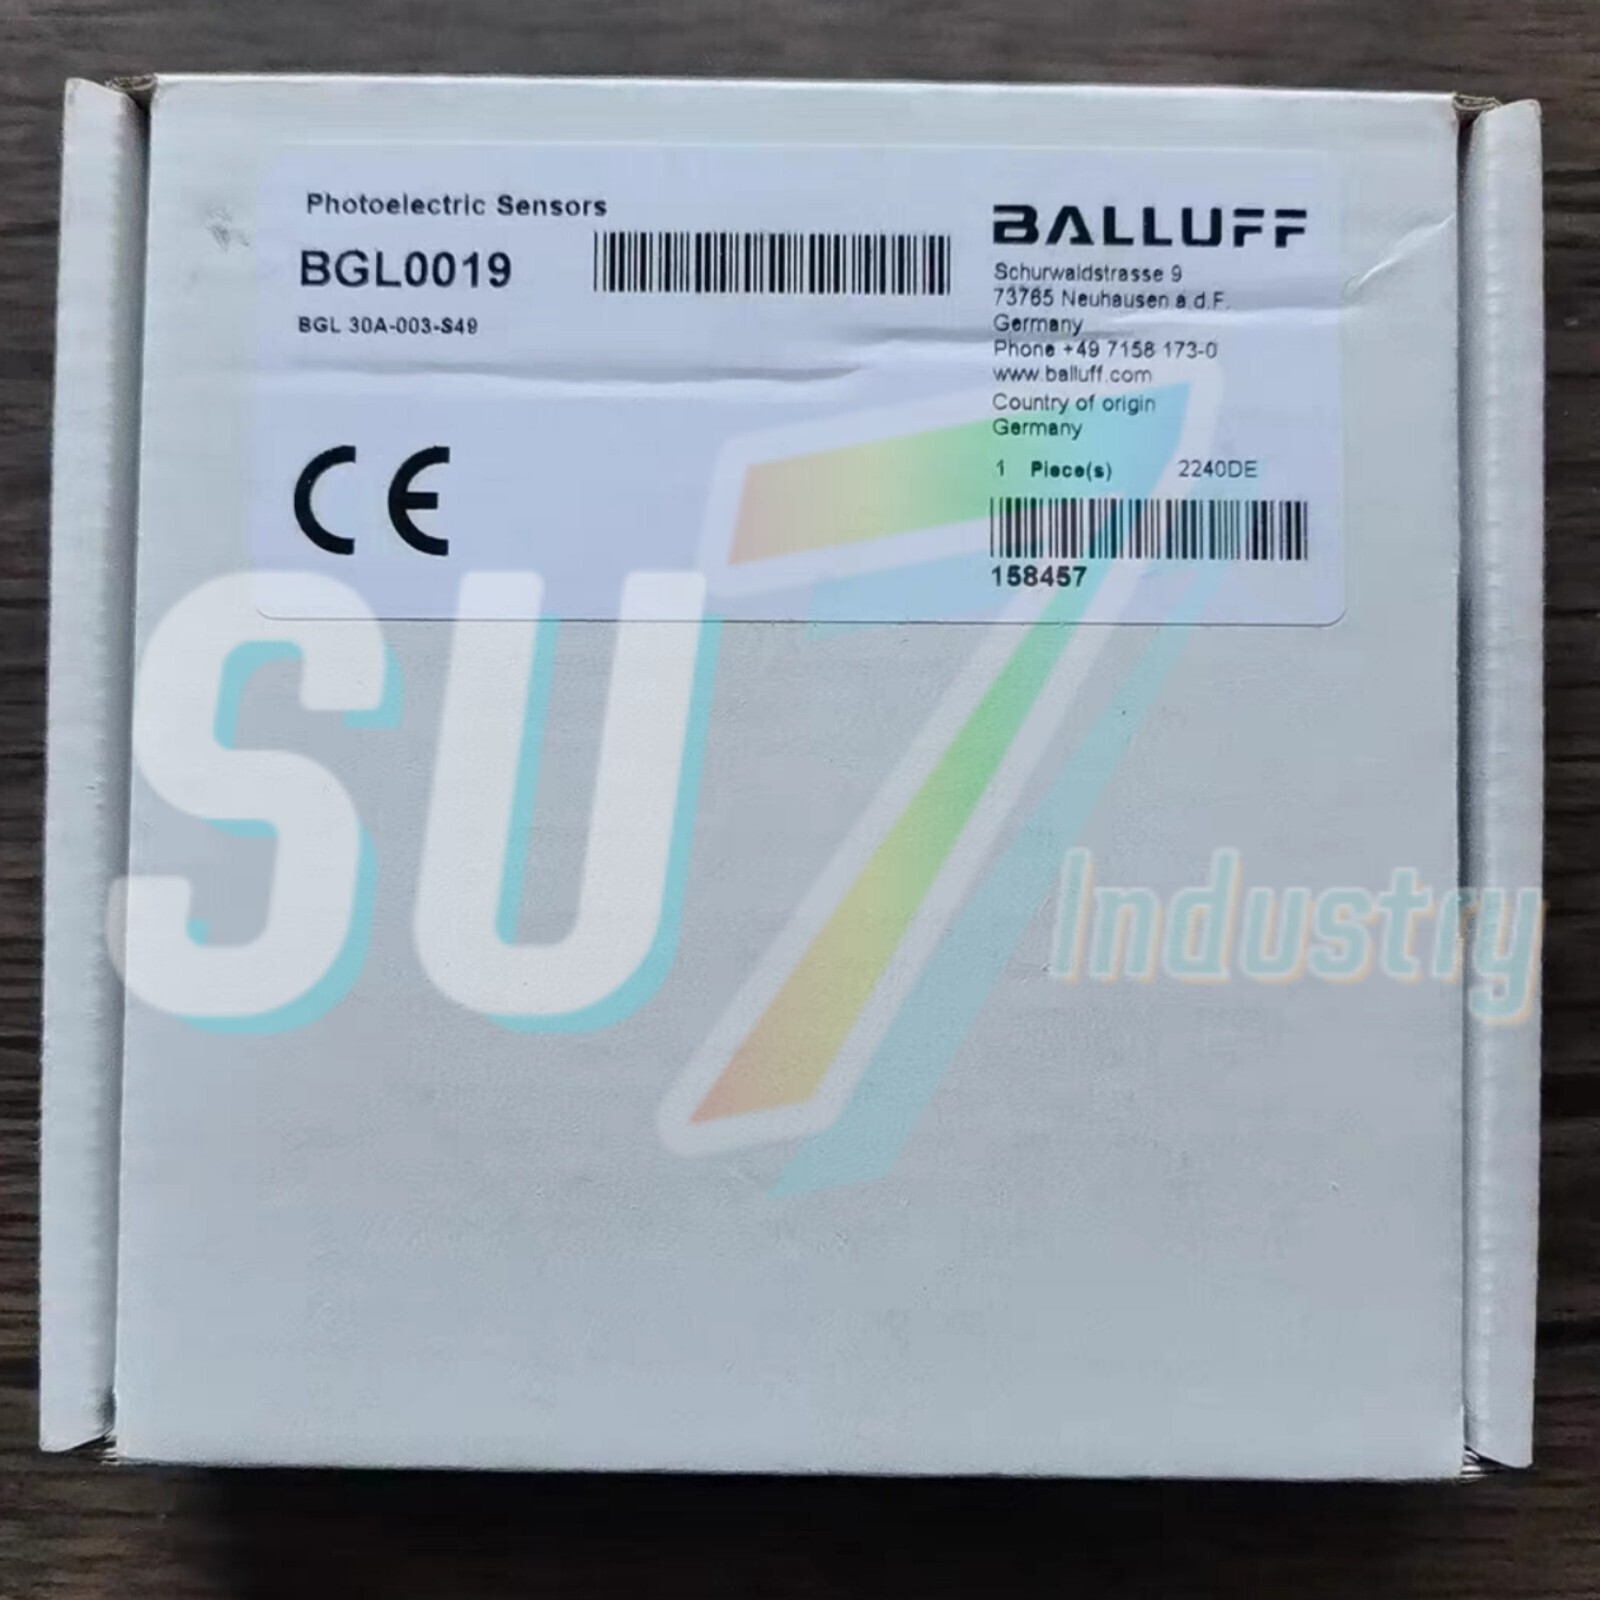 Photoelectric Sensors
BGL0019
BGL 30A-003-S49
BALLUFF
Schurwaldstrasse 9
73765 Neuhausen a.d.F.
Germany
Phone +49 7158 173-0
www.balluff.com
Country of origin
Germany
1 Piece(s) 2240DE
158457
CE
SU7
Industry